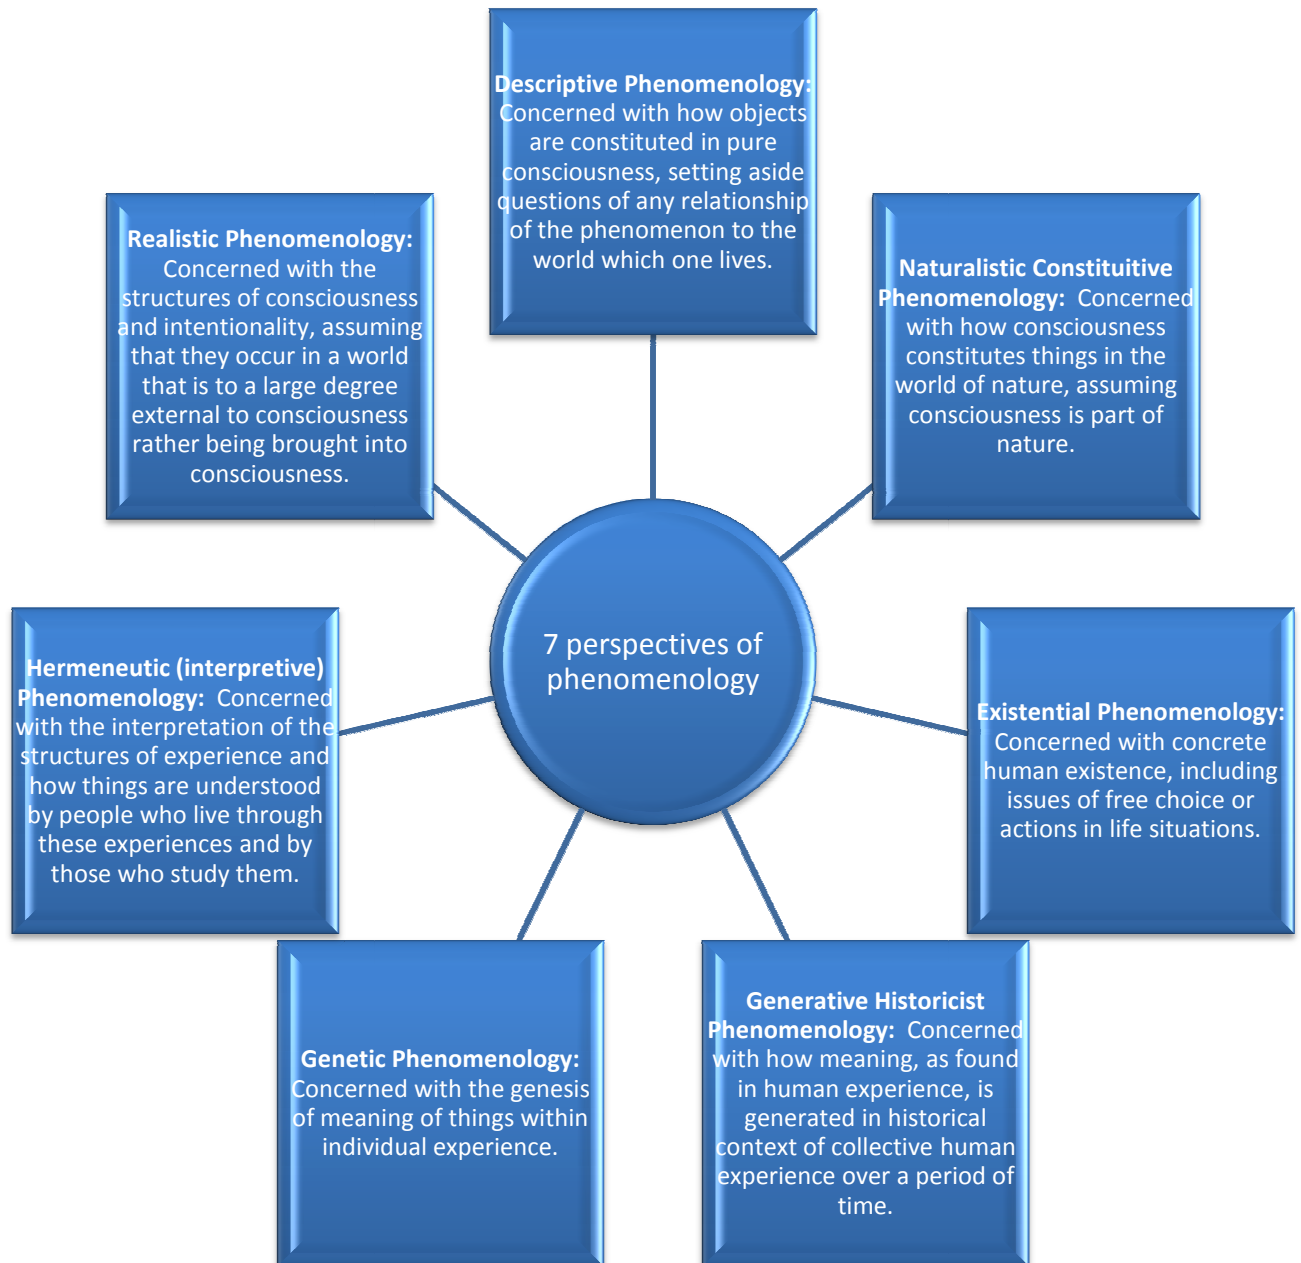 Descriptive Phenomenology:
Concerned with how objects
are constituted in pure
consciousness, setting aside
questions of any relationship
of the phenomenon to the
world which one lives.
Naturalistic Constituitive
Phenomenology: Concerned
with how consciousness
constitutes things in the
world of nature, assuming
consciousness is part of
nature.
Existential Phenomenology:
Concerned with concrete
human existence, including
issues of free choice or
actions in life situations.
Generative Historicist
Phenomenology: Concerned
with how meaning, as found
in human experience, is
generated in historical
context of collective human
experience over a period of
time.
Genetic Phenomenology:
Concerned with the genesis
of meaning of things within
individual experience.
Hermeneutic (interpretive)
Phenomenology: Concerned
with the interpretation of the
structures of experience and
how things are understood
by people who live through
these experiences and by
those who study them.
Realistic Phenomenology:
Concerned with the
structures of consciousness
and intentionality, assuming
that they occur in a world
that is to a large degree
external to consciousness
rather being brought into
consciousness.
7 perspectives of
phenomenology